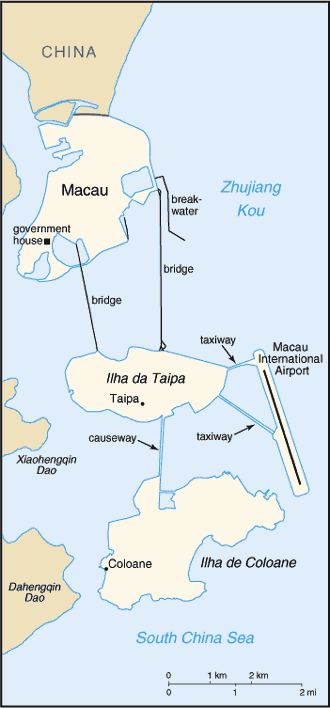 CHINA
Macau
Zhujiang
Kou
break-
water
government
house
bridge
bridge
taxiway
Macau
International
Airport
Ilha da Taipa
Taipa
causeway
taxiway
Xiaohengqin
Dao
Coloane
Ilha de Coloane
Dahengqin
Dao
South China Sea
0 1 km 2 km
0 1 2 mi